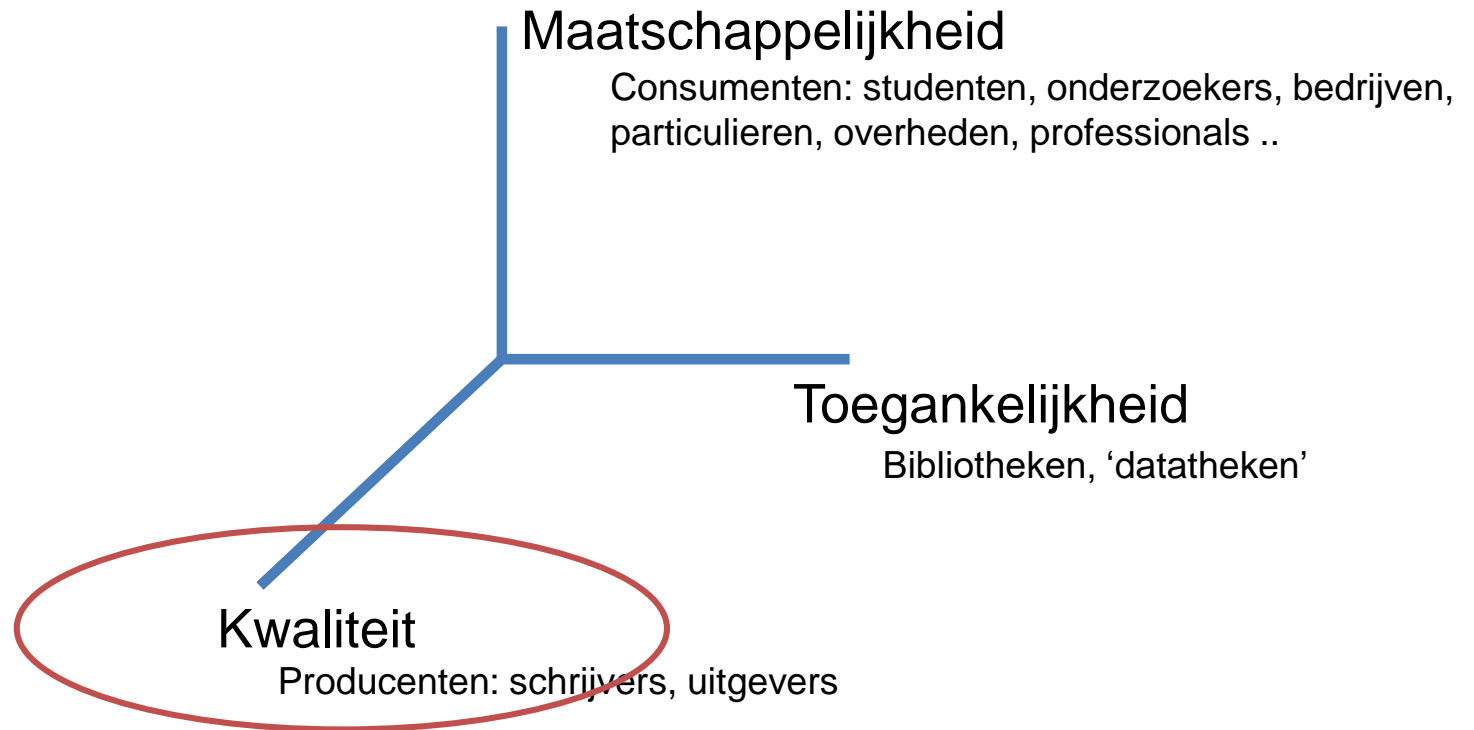 Maatschappelijkheid
Consumenten: studenten, onderzoekers, bedrijven,
particulieren, overheden, professionals ..
Toegankelijkheid
Bibliotheken, ‘datatheken’
Kwaliteit
Producenten: schrijvers, uitgevers